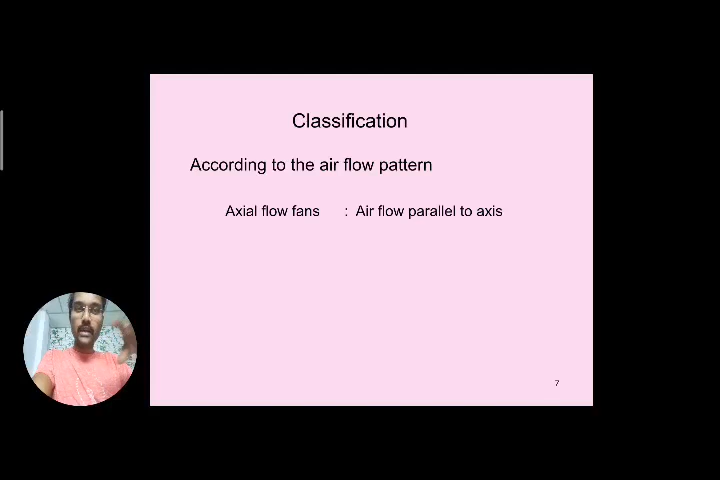 Classification
According to the air flow pattern
Axial flow fans : Air flow parallel to axis
7